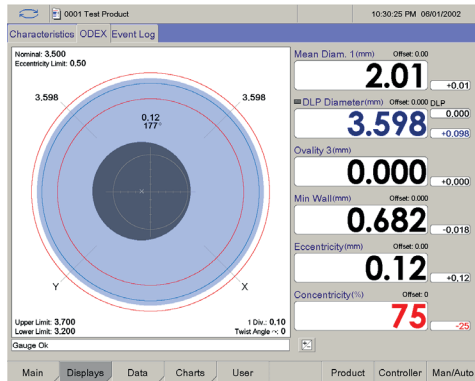 0001 Test Product
10:30:25 PM 06/01/2002
Characteristics ODEX Event Log
Nominal: 3,500
Eccentricity Limit: 0.50
3.598
3.598
0.12
177°
Y
X
Upper Limit: 3,700
Lower Limit: 3.200
1 Div.: 0.10
Twist Angle ~: 0
Gauge Ok
Mean Diam. 1(mm) Offset: 0.00
2.01
+0.01
DLP Diameter(mm) Offset: 0.000 DLP
0.000
3.598
+0.098
Ovality 3(mm)
0.000
+0,000
Min Wall(mm) Offset: 0.000
0.682
-0,018
Eccentricity(mm) Offset: 0.00
0.12
+0,12
Concentricity(%) Offset: 0
75
-25
Main Displays Data Charts User Product Controller Man/Auto